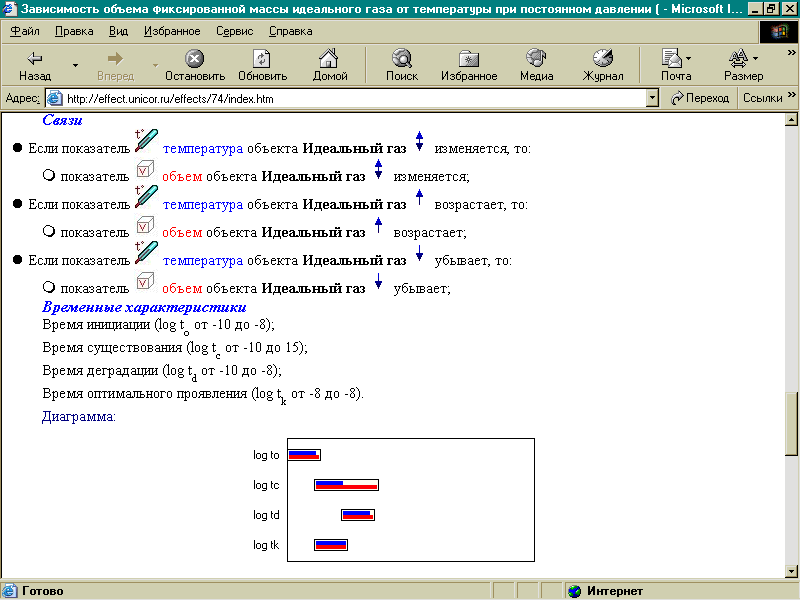 Зависимость объема фиксированной массы идеального газа от температуры при постоянном давлении ( - Microsoft I...
Файл Правка Вид Избранное Сервис Справка
Назад Вперед Остановить Обновить Домой Поиск Избранное Медиа Журнал Почта Размер »
Адрес: http://effect.unicor.ru/effects/74/index.htm Переход Ссылки »
Связи
Если показатель t° температура объекта Идеальный газ изменяется, то:
показатель V объем объекта Идеальный газ изменяется;
Если показатель t° температура объекта Идеальный газ возрастает, то:
показатель V объем объекта Идеальный газ возрастает;
Если показатель t° температура объекта Идеальный газ убывает, то:
показатель V объем объекта Идеальный газ убывает;
Временные характеристики
Время инициации (log to от -10 до -8);
Время существования (log tc от -10 до 15);
Время деградации (log td от -10 до -8);
Время оптимального проявления (log tk от -8 до -8).
Диаграмма:
log to
log tc
log td
log tk
Готово Интернет